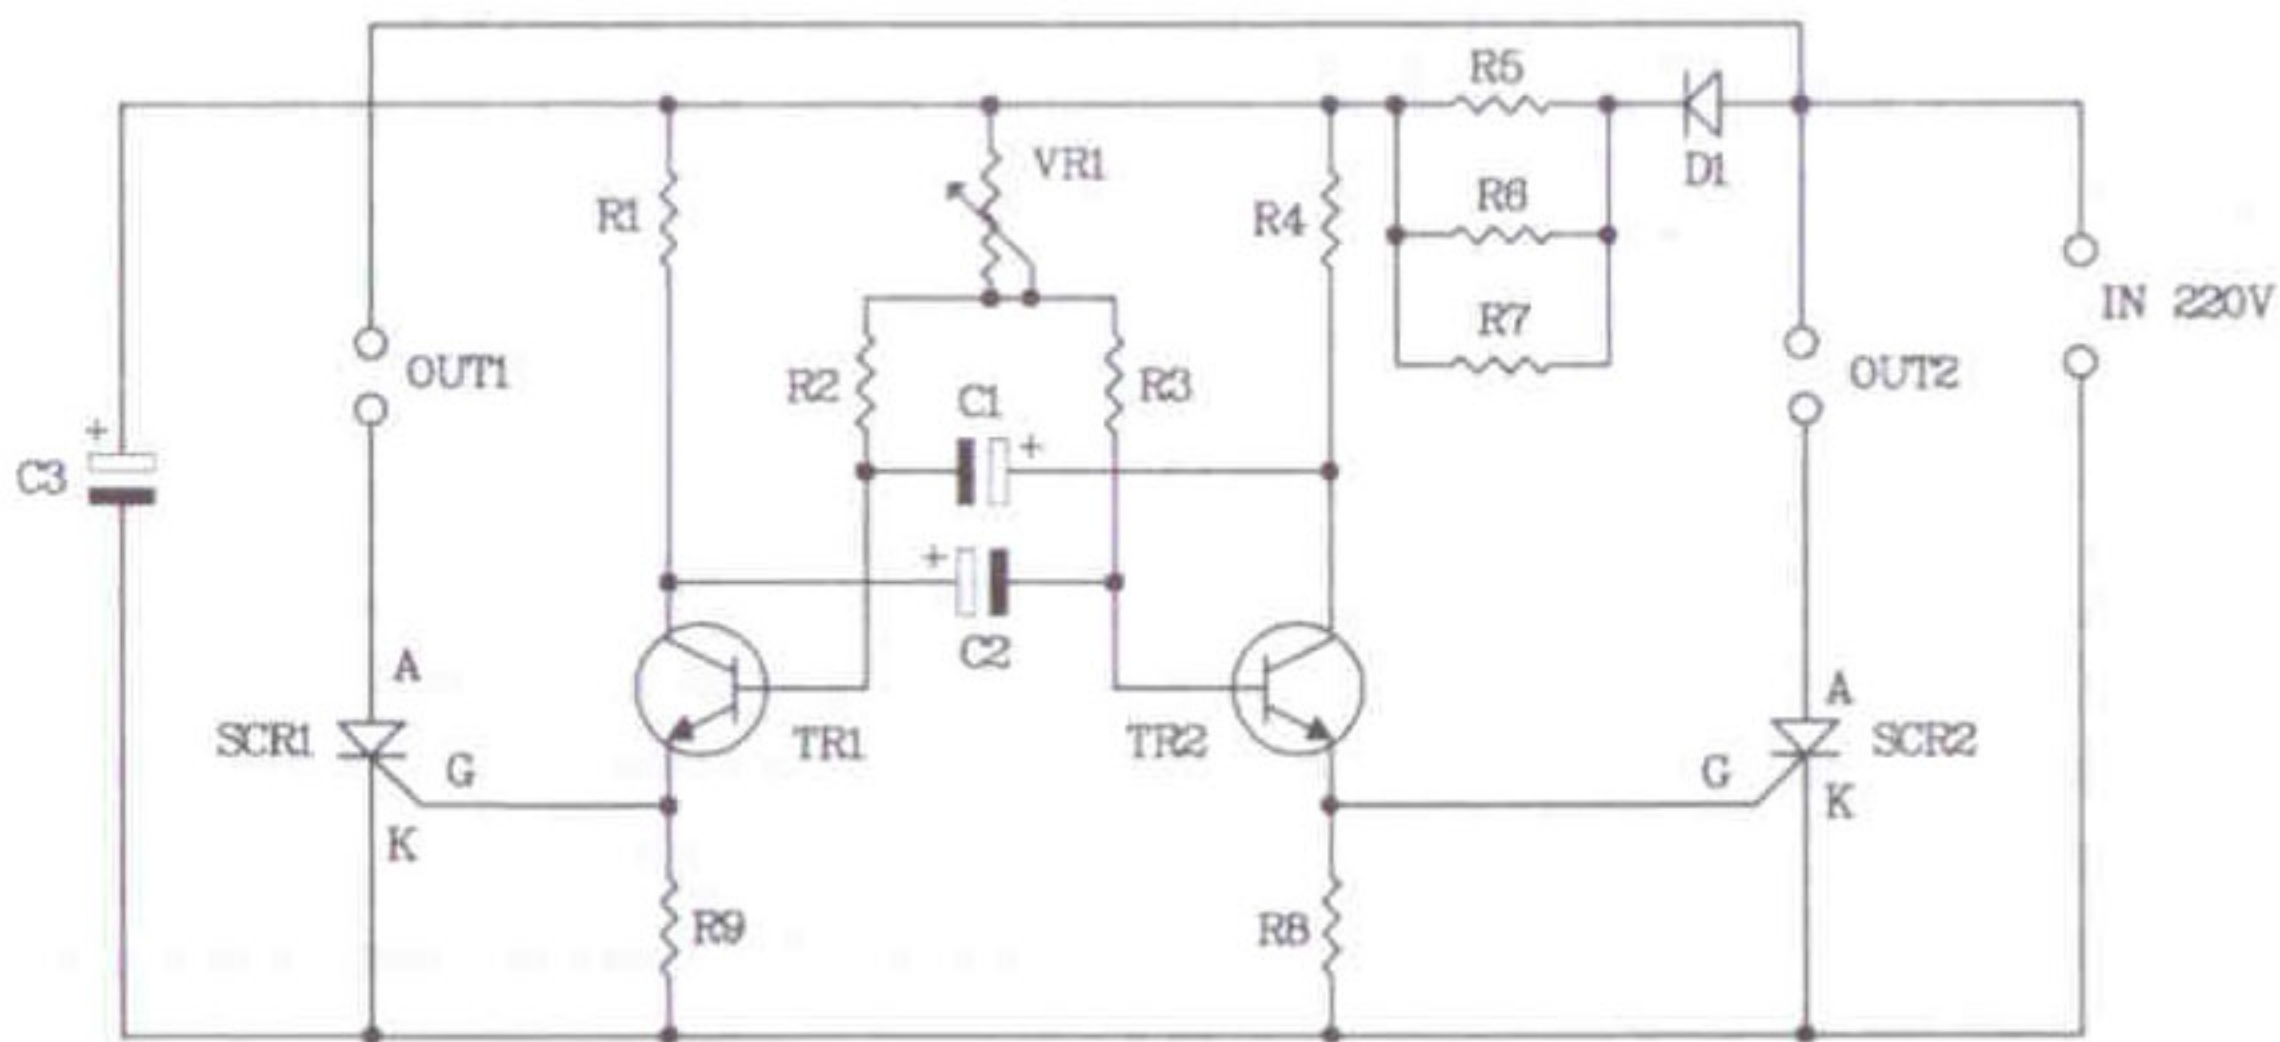 R5
D1
VR1
R1
R4
R6
IN 220V
R7
OUT1
OUT2
R2
R3
C1
+
+
C3
+
C2
A
A
SCR1
TR1
TR2
SCR2
G
G
K
K
R9
R8